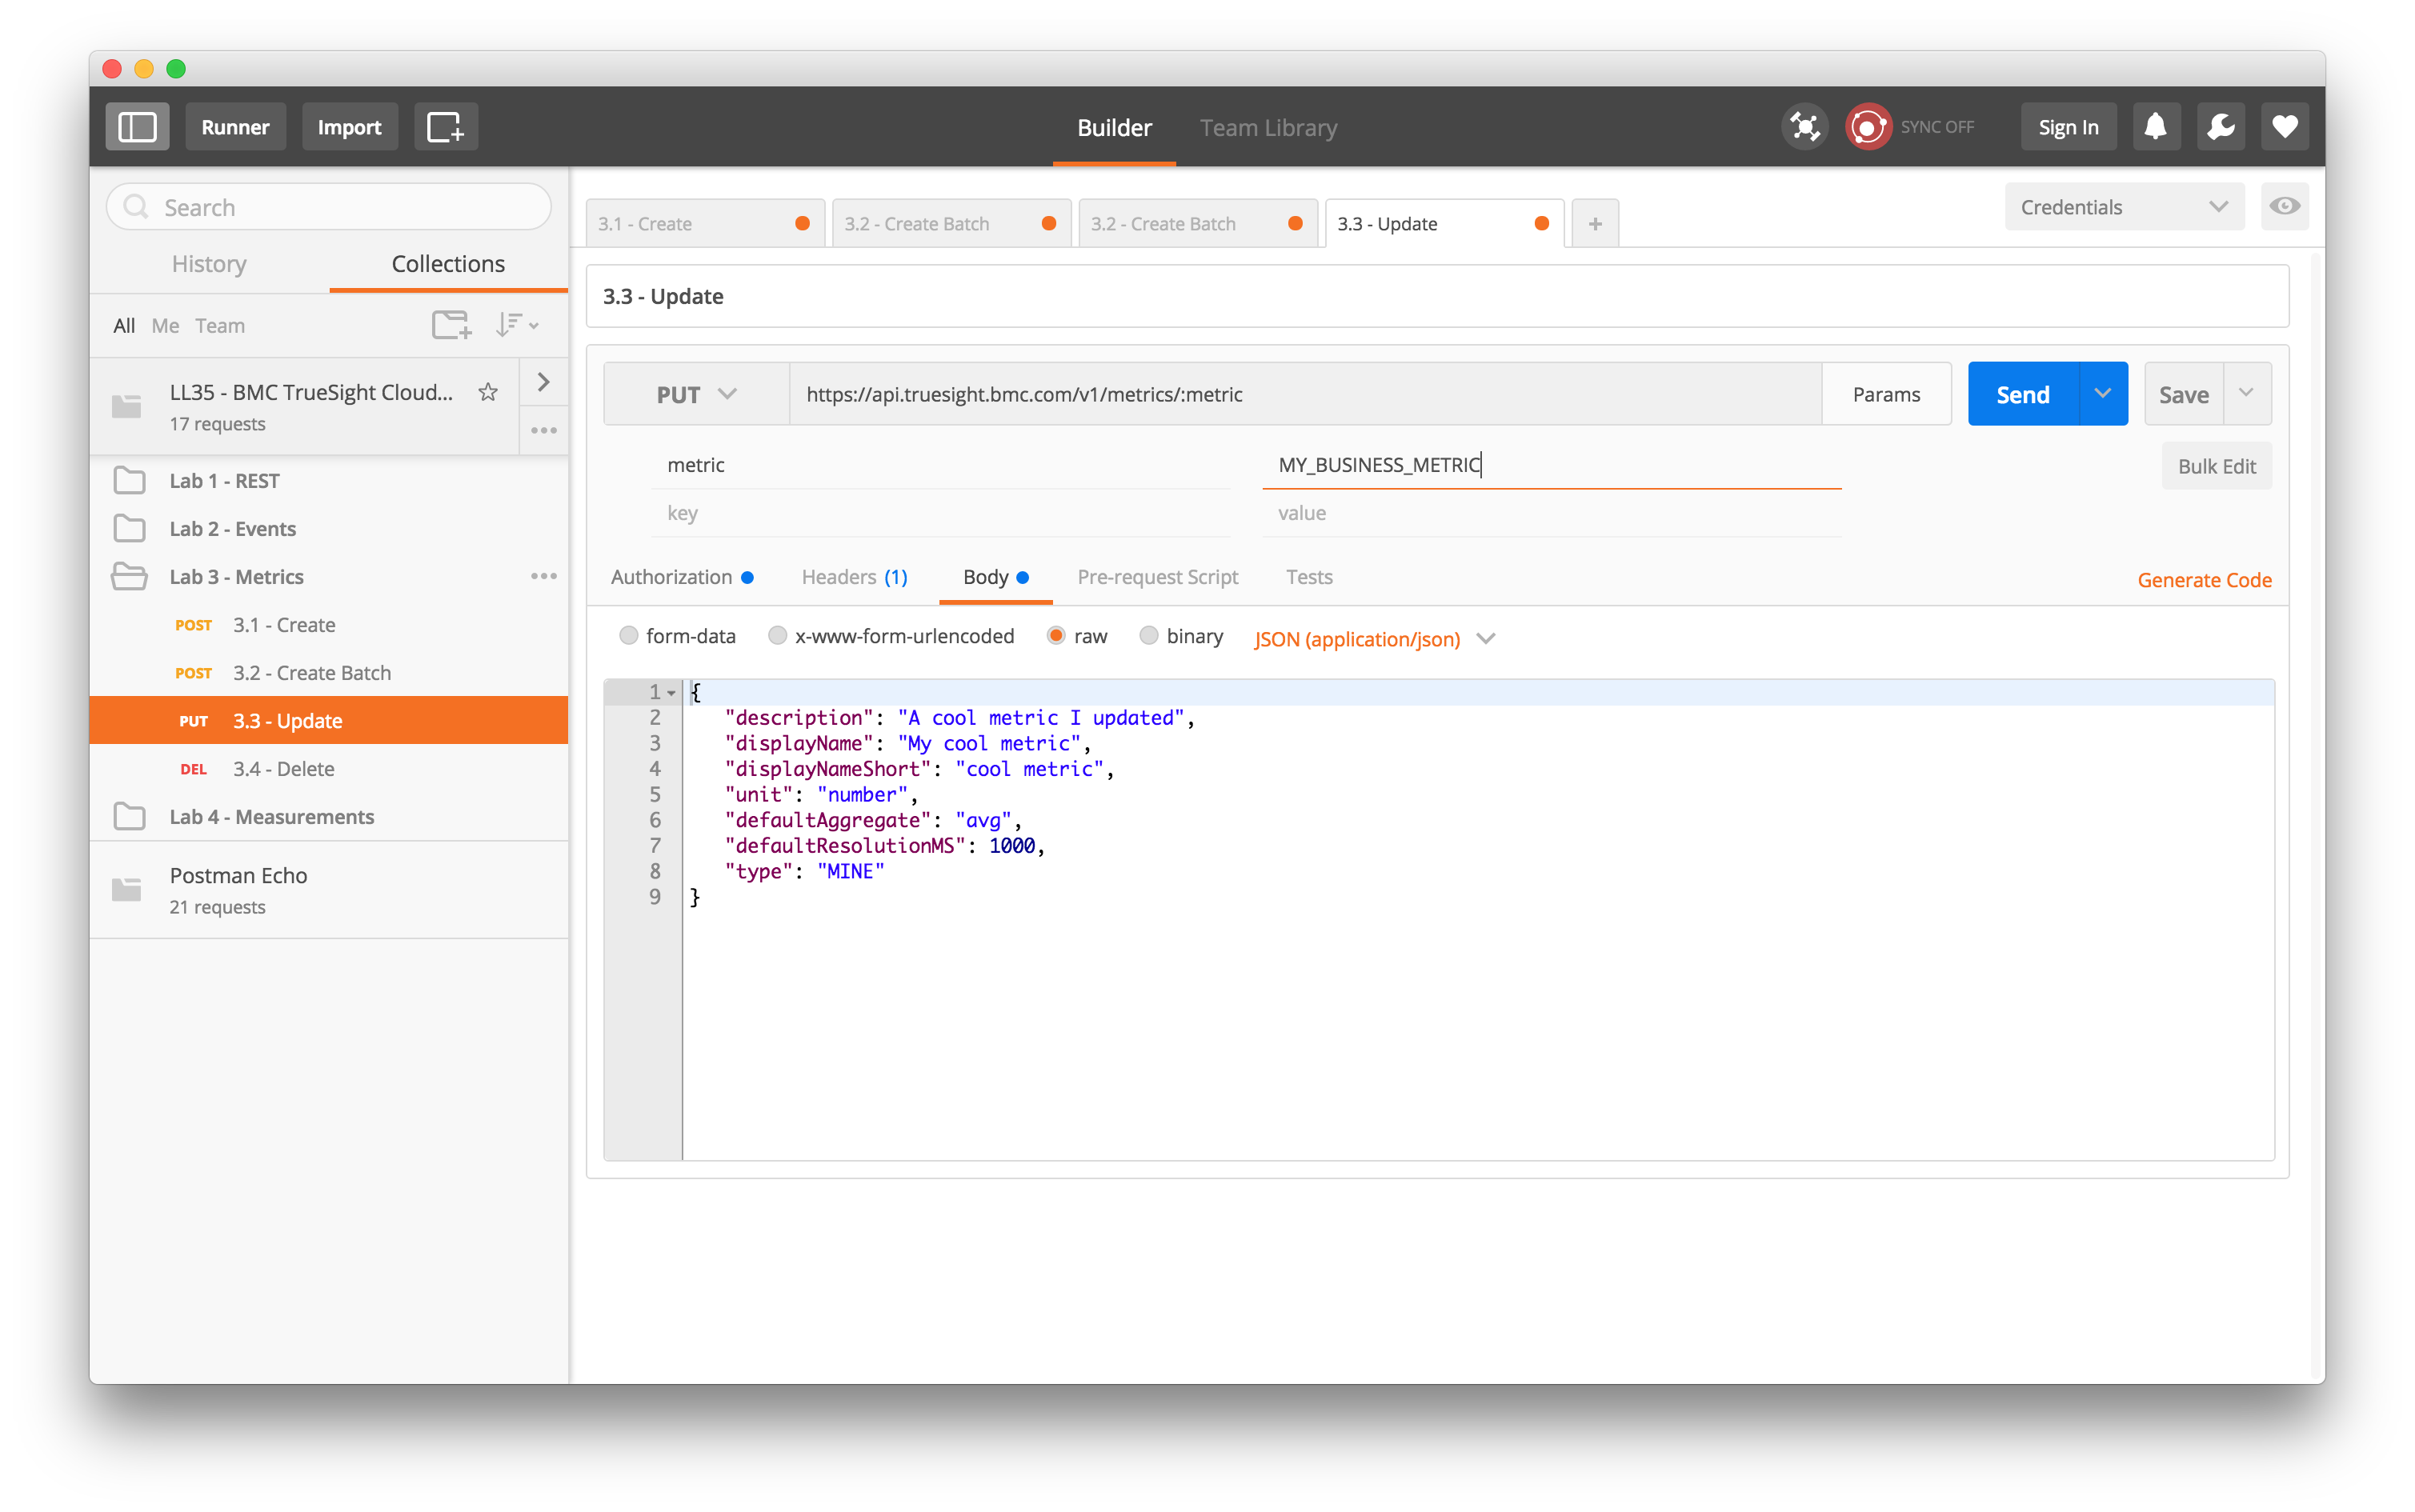 Runner Import Builder Team Library SYNC OFF Sign In
Search
History Collections
All Me Team
LL35 - BMC TrueSight Cloud...
17 requests
Lab 1 - REST
Lab 2 - Events
Lab 3 - Metrics
POST 3.1 - Create
POST 3.2 - Create Batch
PUT 3.3 - Update
DEL 3.4 - Delete
Lab 4 - Measurements
Postman Echo
21 requests
3.1 - Create 3.2 - Create Batch 3.2 - Create Batch 3.3 - Update + Credentials
3.3 - Update
PUT https://api.truesight.bmc.com/v1/metrics/:metric Params Send Save
metric MY_BUSINESS_METRIC Bulk Edit
key value
Authorization Headers (1) Body Pre-request Script Tests Generate Code
form-data x-www-form-urlencoded raw binary JSON (application/json)
1 {
2 "description": "A cool metric I updated",
3 "displayName": "My cool metric",
4 "displayNameShort": "cool metric",
5 "unit": "number",
6 "defaultAggregate": "avg",
7 "defaultResolutionMS": 1000,
8 "type": "MINE"
9 }